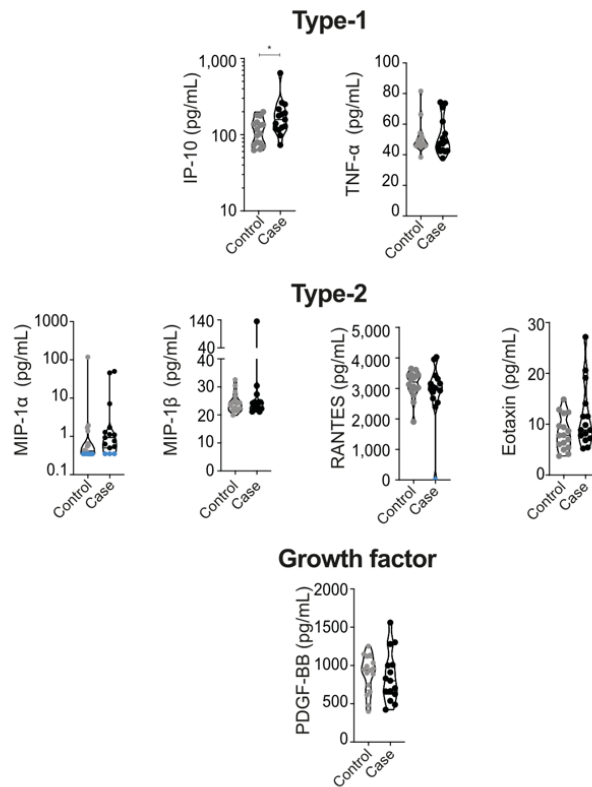 Type-1
IP-10 (pg/mL)
1,000
100
10
*
Control
Case
TNF-α (pg/mL)
100
80
60
40
20
0
Control
Case
Type-2
MIP-1α (pg/mL)
1000
100
10
1
0.1
Control
Case
MIP-1β (pg/mL)
140
40
30
20
10
0
Control
Case
RANTES (pg/mL)
5,000
4,000
3,000
2,000
1,000
0
Control
Case
Eotaxin (pg/mL)
30
20
10
0
Control
Case
Growth factor
PDGF-BB (pg/mL)
2000
1500
1000
500
0
Control
Case